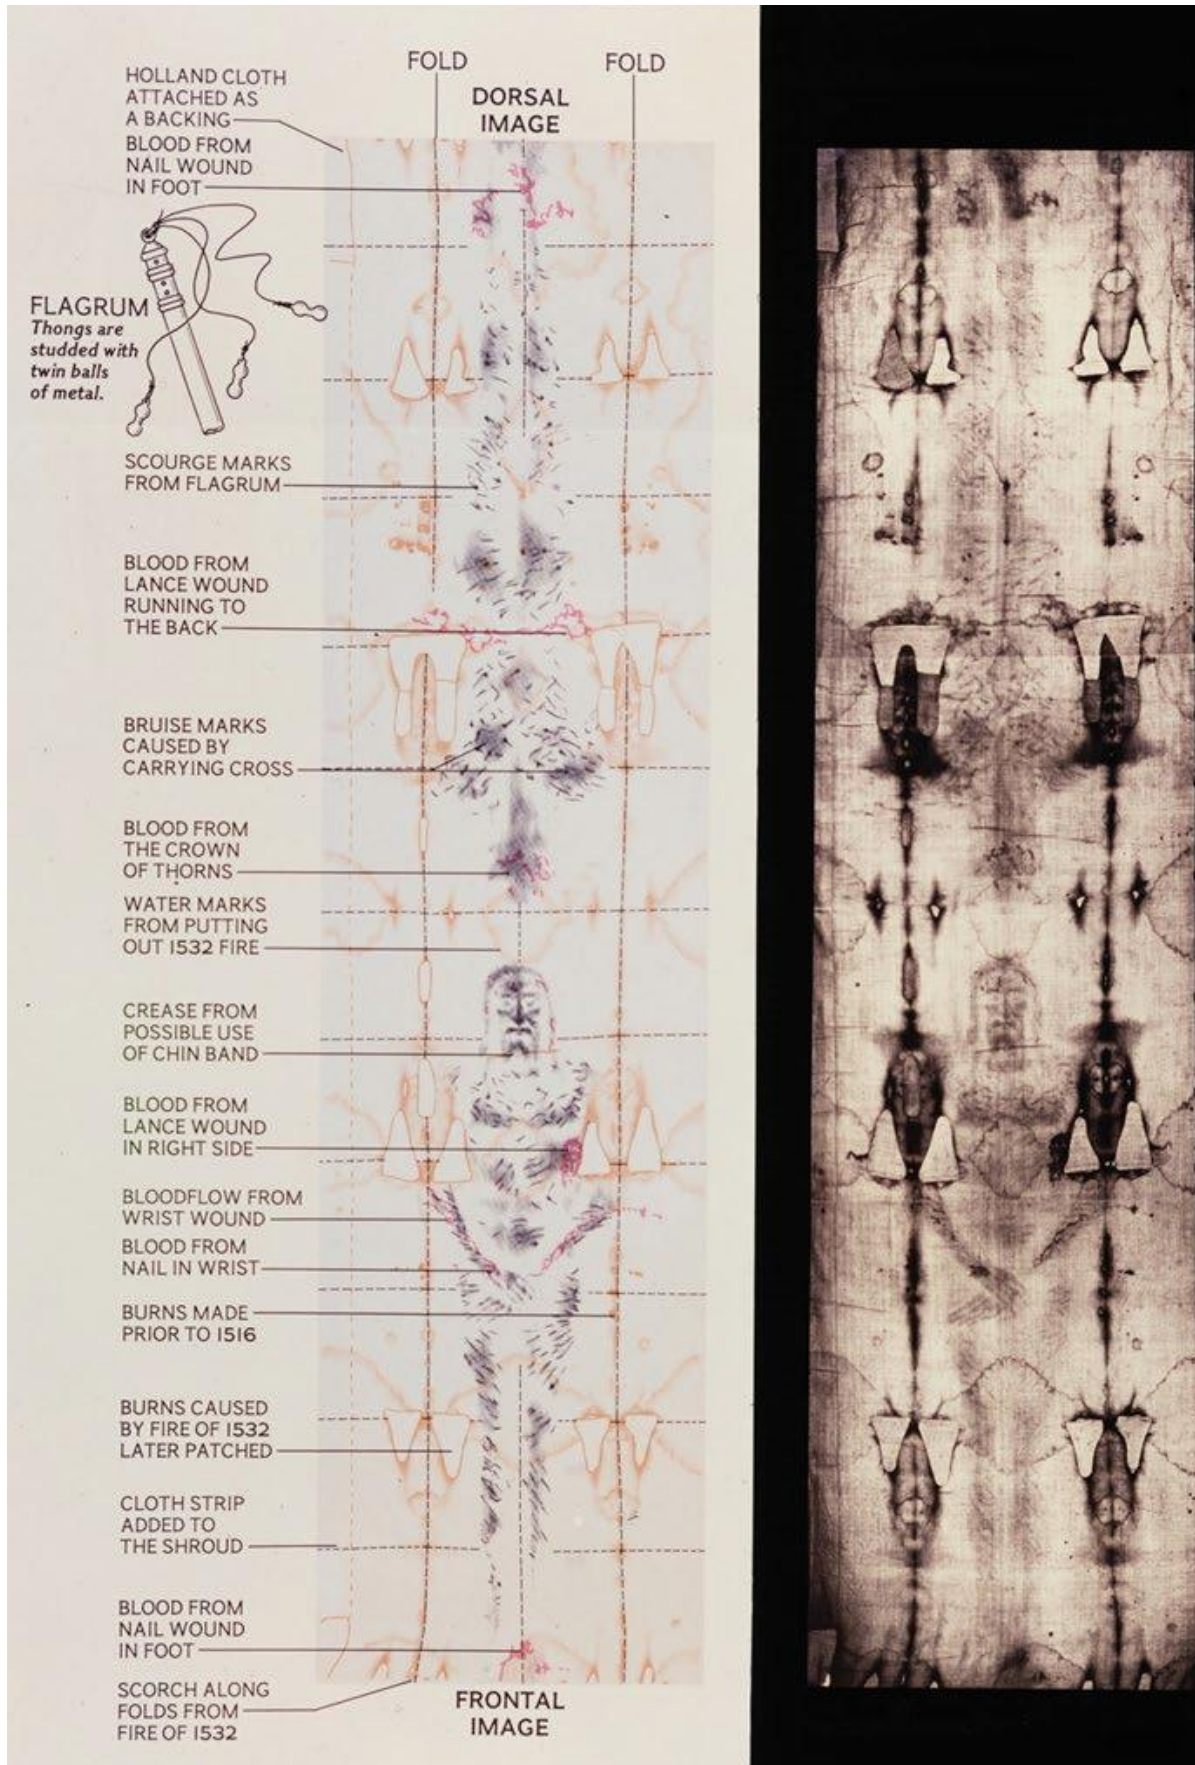 FOLD
FOLD
DORSAL
IMAGE
HOLLAND CLOTH
ATTACHED AS
A BACKING
BLOOD FROM
NAIL WOUND
IN FOOT
FLAGRUM
Thongs are
studded with
twin balls
of metal.
SCOURGE MARKS
FROM FLAGRUM
BLOOD FROM
LANCE WOUND
RUNNING TO
THE BACK
BRUISE MARKS
CAUSED BY
CARRYING CROSS
BLOOD FROM
THE CROWN
OF THORNS
WATER MARKS
FROM PUTTING
OUT 1532 FIRE
CREASE FROM
POSSIBLE USE
OF CHIN BAND
BLOOD FROM
LANCE WOUND
IN RIGHT SIDE
BLOODFLOW FROM
WRIST WOUND
BLOOD FROM
NAIL IN WRIST
BURNS MADE
PRIOR TO 1516
BURNS CAUSED
BY FIRE OF 1532
LATER PATCHED
CLOTH STRIP
ADDED TO
THE SHROUD
BLOOD FROM
NAIL WOUND
IN FOOT
SCORCH ALONG
FOLDS FROM
FIRE OF 1532
FRONTAL
IMAGE